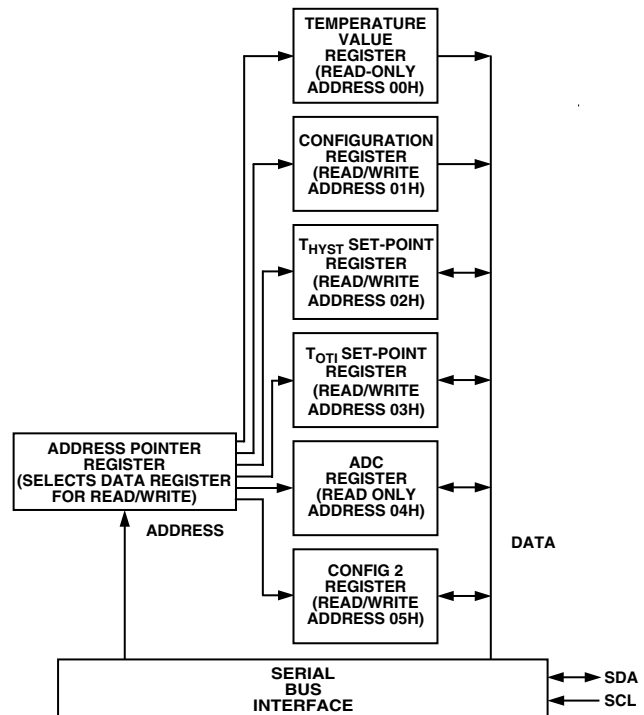 TEMPERATURE
VALUE
REGISTER
(READ-ONLY
ADDRESS 00H)
CONFIGURATION
REGISTER
(READ/WRITE
ADDRESS 01H)
THYST SET-POINT
REGISTER
(READ/WRITE
ADDRESS 02H)
TOTI SET-POINT
REGISTER
(READ/WRITE
ADDRESS 03H)
ADDRESS POINTER
REGISTER
(SELECTS DATA REGISTER
FOR READ/WRITE)
ADC
REGISTER
(READ ONLY
ADDRESS 04H)
ADDRESS
DATA
CONFIG 2
REGISTER
(READ/WRITE
ADDRESS 05H)
SERIAL
BUS
INTERFACE
SDA
SCL